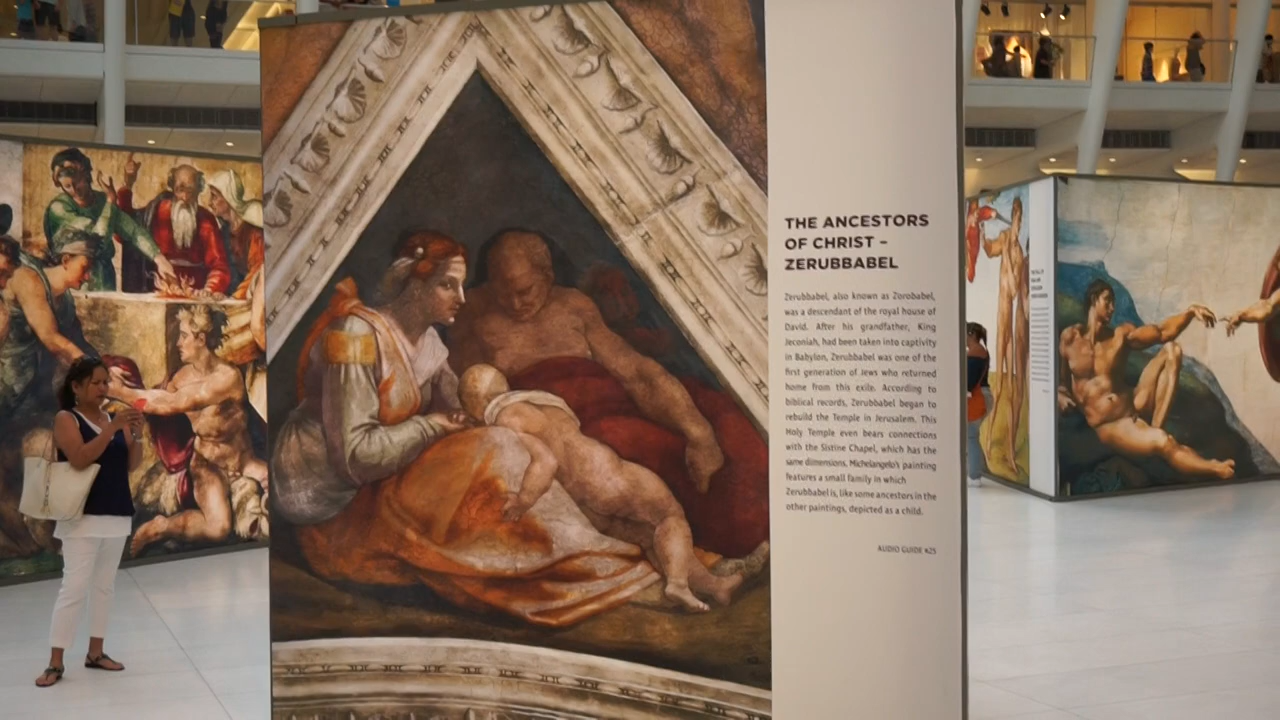 THE ANCESTORS
OF CHRIST –
ZERUBBABEL
Zerubbabel, also known as Zorobabel,
was a descendant of the royal house of
David. After his grandfather, King
Jeconiah, had been taken into captivity
in Babylon, Zerubbabel was one of the
first generation of Jews who returned
home from this exile. According to
biblical records, Zerubbabel began to
rebuild the Temple in Jerusalem. This
Holy Temple even bears connections
with the Sistine Chapel, which has the
same dimensions. Michelangelo's painting
features a small family in which
Zerubbabel is, like some ancestors in the
other paintings, depicted as a child.
AUDIO GUIDE #25